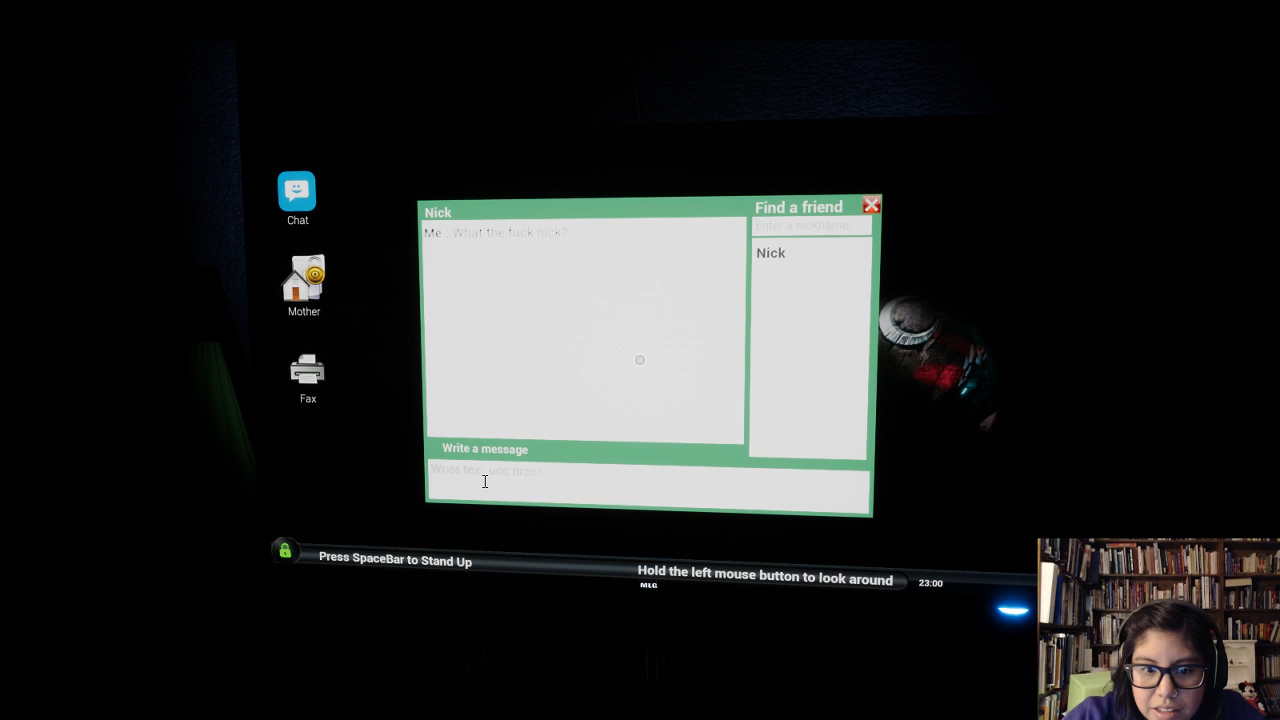 Nick
Find a friend
Me : What the fuck nick?
Enter a nickname
Nick
Chat
Mother
Fax
Write a message
Press SpaceBar to Stand Up
Hold the left mouse button to look around
23:00
MLG